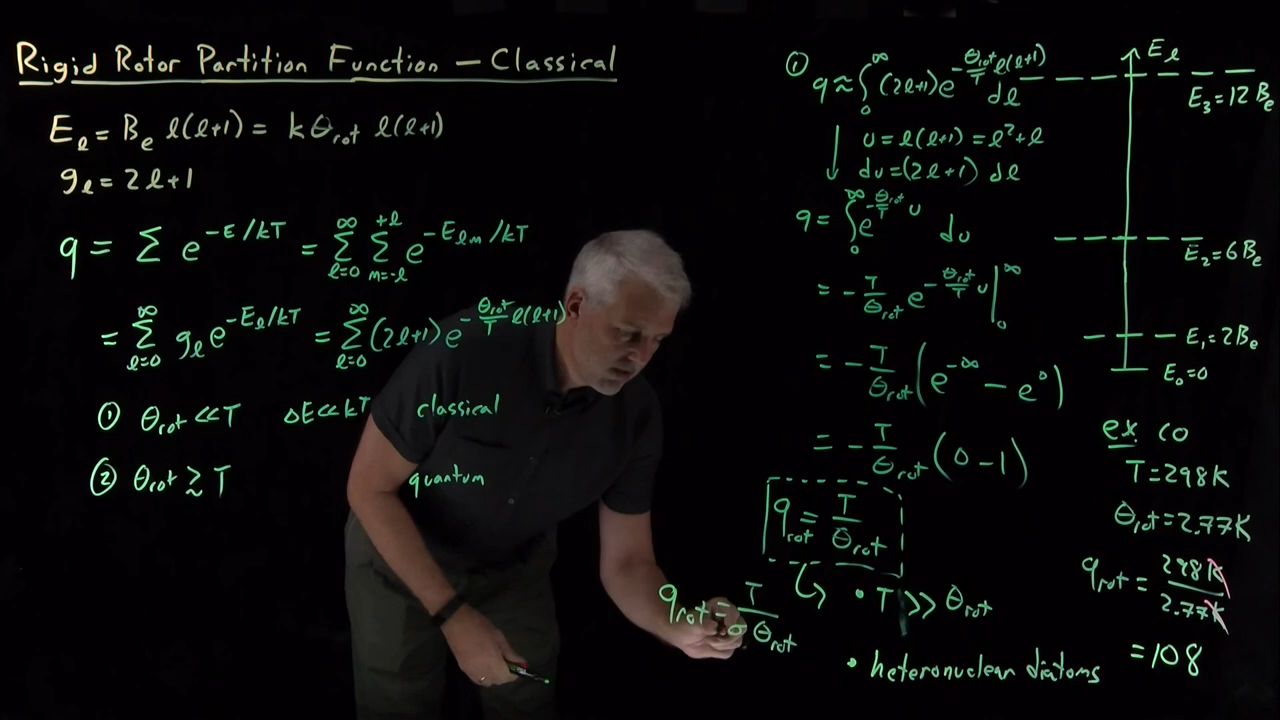 Rigid Rotor Partition Function — Classical
E_ℓ = B_e ℓ(ℓ+1) = kΘ_rot ℓ(ℓ+1)
g_ℓ = 2ℓ+1
q = Σ e^{-E/kT} = Σ_{ℓ=0}^{∞} Σ_{m=-ℓ}^{+ℓ} e^{-E_{ℓm}/kT}
= Σ_{ℓ=0}^{∞} g_ℓ e^{-E_ℓ/kT} = Σ_{ℓ=0}^{∞} (2ℓ+1) e^{-Θ_rot/T ℓ(ℓ+1)}
① Θ_rot ≪ T ΔE ≪ kT classical
② Θ_rot ≳ T quantum
① q ≈ ∫_0^∞ (2ℓ+1) e^{-Θ_rot/T ℓ(ℓ+1)} dℓ
↓ u = ℓ(ℓ+1) = ℓ²+ℓ
du = (2ℓ+1) dℓ
q = ∫_0^∞ e^{-Θ_rot/T u} du
= -T/Θ_rot e^{-Θ_rot/T u} |_0^∞
= -T/Θ_rot (e^{-∞} - e^0)
= -T/Θ_rot (0 - 1)
q_rot = T/Θ_rot
↳ • T ≫ Θ_rot
q_rot = T/σΘ_rot
• heteronuclear diatoms
E_ℓ
E_3 = 12 B_e
E_2 = 6 B_e
E_1 = 2 B_e
E_0 = 0
ex. CO
T = 298 K
Θ_rot = 2.77 K
q_rot = 298 K / 2.77 K
= 108